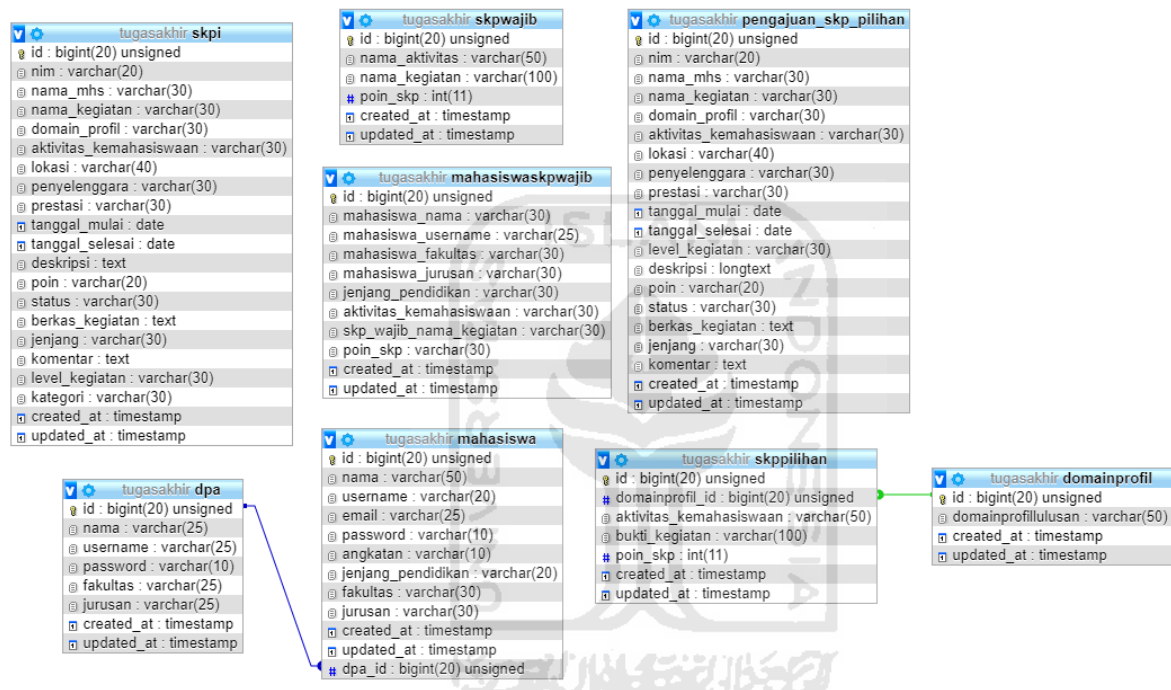 tugasakhir skpi
id : bigint(20) unsigned
nim : varchar(20)
nama_mhs : varchar(30)
nama_kegiatan : varchar(30)
domain_profil : varchar(30)
aktivitas_kemahasiswaan : varchar(30)
lokasi : varchar(40)
penyelenggara : varchar(30)
prestasi : varchar(30)
tanggal_mulai : date
tanggal_selesai : date
deskripsi : text
poin : varchar(20)
status : varchar(30)
berkas_kegiatan : text
jenjang : varchar(30)
komentar : text
level_kegiatan : varchar(30)
kategori : varchar(30)
created_at : timestamp
updated_at : timestamp
tugasakhir skpwajib
id : bigint(20) unsigned
nama_aktivitas : varchar(50)
nama_kegiatan : varchar(100)
# poin_skp : int(11)
created_at : timestamp
updated_at : timestamp
tugasakhir pengajuan_skp_pilihan
id : bigint(20) unsigned
nim : varchar(20)
nama_mhs : varchar(30)
nama_kegiatan : varchar(30)
domain_profil : varchar(30)
aktivitas_kemahasiswaan : varchar(30)
lokasi : varchar(40)
penyelenggara : varchar(30)
prestasi : varchar(30)
tanggal_mulai : date
tanggal_selesai : date
level_kegiatan : varchar(30)
deskripsi : longtext
poin : varchar(20)
status : varchar(30)
berkas_kegiatan : text
jenjang : varchar(30)
komentar : text
created_at : timestamp
updated_at : timestamp
tugasakhir mahasiswaskpwajib
id : bigint(20) unsigned
mahasiswa_nama : varchar(30)
mahasiswa_username : varchar(25)
mahasiswa_fakultas : varchar(30)
mahasiswa_jurusan : varchar(30)
jenjang_pendidikan : varchar(30)
aktivitas_kemahasiswaan : varchar(30)
skp_wajib_nama_kegiatan : varchar(30)
poin_skp : varchar(30)
created_at : timestamp
updated_at : timestamp
tugasakhir dpa
id : bigint(20) unsigned
nama : varchar(25)
username : varchar(25)
password : varchar(10)
fakultas : varchar(25)
jurusan : varchar(25)
created_at : timestamp
updated_at : timestamp
tugasakhir mahasiswa
id : bigint(20) unsigned
nama : varchar(50)
username : varchar(20)
email : varchar(25)
password : varchar(10)
angkatan : varchar(10)
jenjang_pendidikan : varchar(20)
fakultas : varchar(30)
jurusan : varchar(30)
created_at : timestamp
updated_at : timestamp
# dpa_id : bigint(20) unsigned
tugasakhir skppilihan
id : bigint(20) unsigned
# domainprofil_id : bigint(20) unsigned
aktivitas_kemahasiswaan : varchar(50)
bukti_kegiatan : varchar(100)
# poin_skp : int(11)
created_at : timestamp
updated_at : timestamp
tugasakhir domainprofil
id : bigint(20) unsigned
domainprofillulusan : varchar(50)
created_at : timestamp
updated_at : timestamp
UNIVERSITAS
ISLAM
INDONESIA